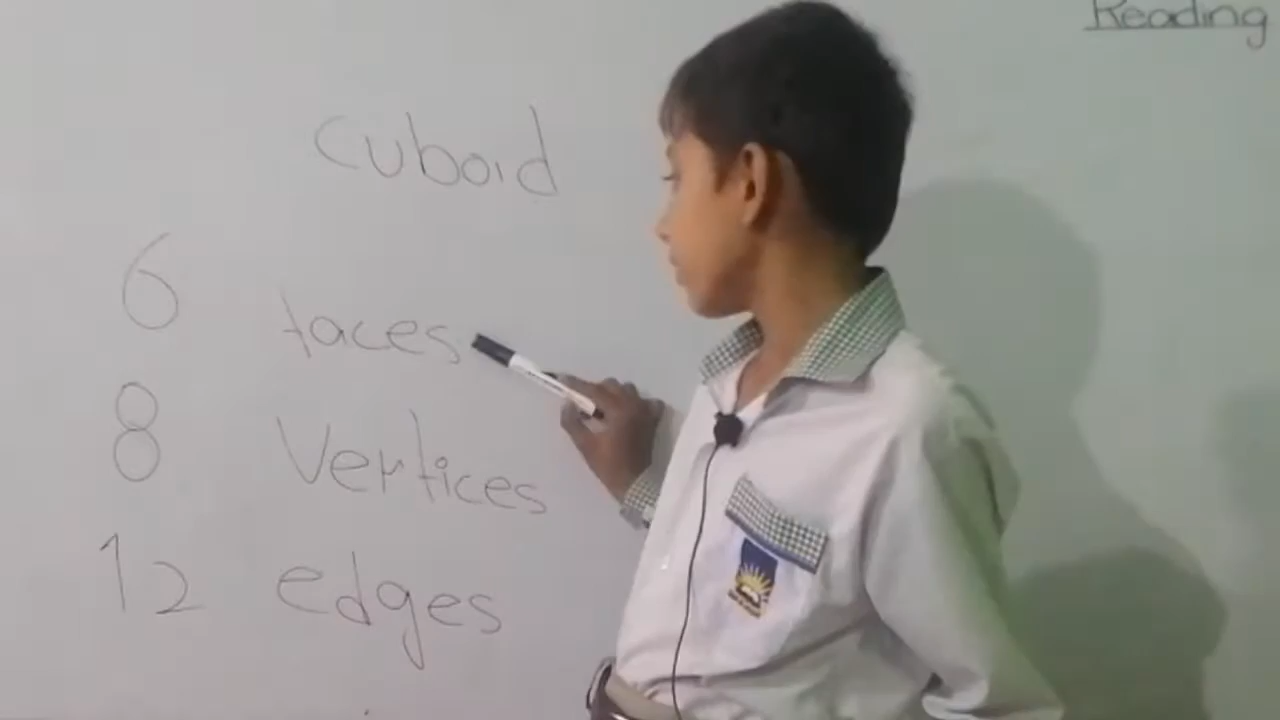 Reading
cuboid
6 faces
8 Vertices
12 edges